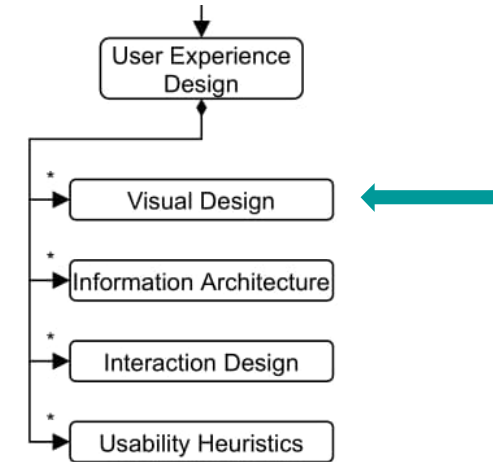 User Experience
Design
*
Visual Design
*
Information Architecture
*
Interaction Design
*
Usability Heuristics